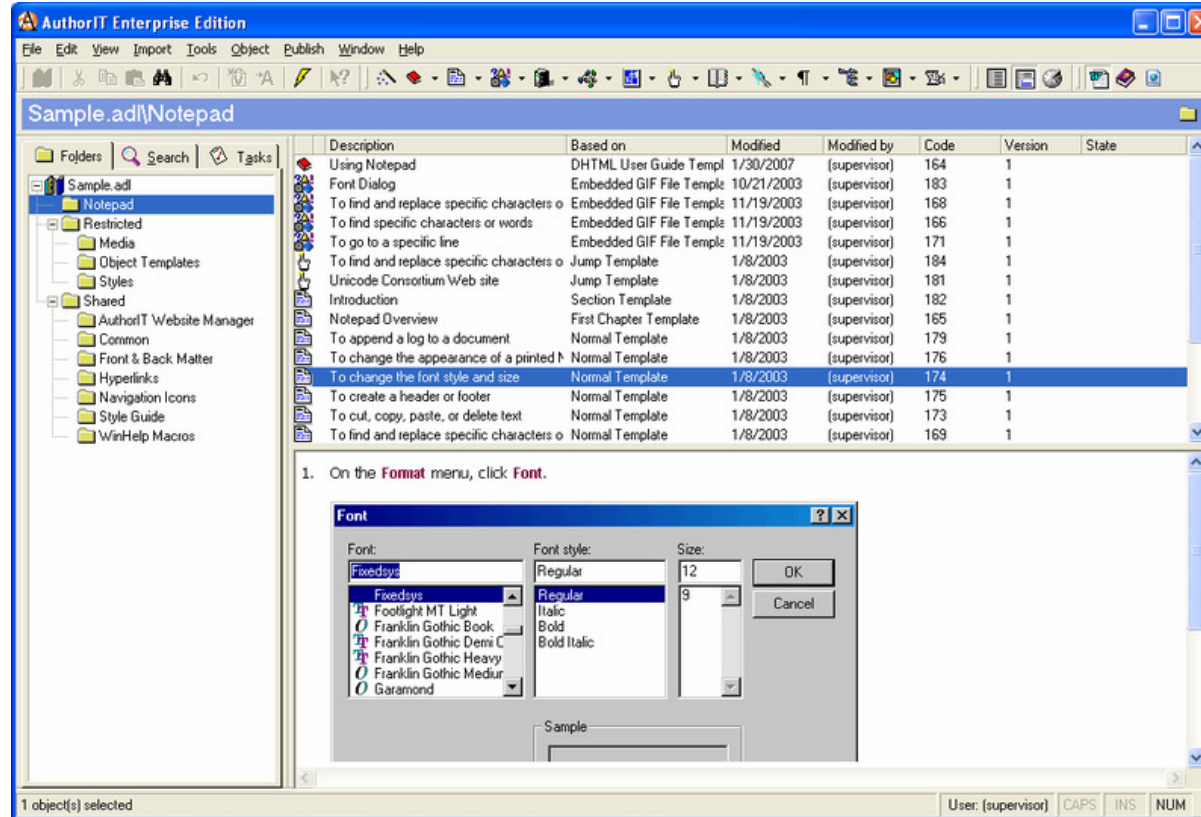 AuthorIT Enterprise Edition
File Edit View Import Tools Object Publish Window Help
Sample.adl\Notepad
Folders Search Tasks
Sample.adl
Notepad
Restricted
Media
Object Templates
Styles
Shared
AuthorIT Website Manager
Common
Front & Back Matter
Hyperlinks
Navigation Icons
Style Guide
WinHelp Macros
Description Based on Modified Modified by Code Version State
Using Notepad DHTML User Guide Templ 1/30/2007 (supervisor) 164 1
Font Dialog Embedded GIF File Templa 10/21/2003 (supervisor) 183 1
To find and replace specific characters o Embedded GIF File Templa 11/19/2003 (supervisor) 168 1
To find specific characters or words Embedded GIF File Templa 11/19/2003 (supervisor) 166 1
To go to a specific line Embedded GIF File Templa 11/19/2003 (supervisor) 171 1
To find and replace specific characters o Jump Template 1/8/2003 (supervisor) 184 1
Unicode Consortium Web site Jump Template 1/8/2003 (supervisor) 181 1
Introduction Section Template 1/8/2003 (supervisor) 182 1
Notepad Overview First Chapter Template 1/8/2003 (supervisor) 165 1
To append a log to a document Normal Template 1/8/2003 (supervisor) 179 1
To change the appearance of a printed N Normal Template 1/8/2003 (supervisor) 176 1
To change the font style and size Normal Template 1/8/2003 (supervisor) 174 1
To create a header or footer Normal Template 1/8/2003 (supervisor) 175 1
To cut, copy, paste, or delete text Normal Template 1/8/2003 (supervisor) 173 1
To find and replace specific characters o Normal Template 1/8/2003 (supervisor) 169 1
1. On the Format menu, click Font.
Font
Font: Font style: Size:
Fixedsys Regular 12 OK
Fixedsys Regular 9 Cancel
Footlight MT Light Italic
Franklin Gothic Book Bold
Franklin Gothic Demi C Bold Italic
Franklin Gothic Heavy
Franklin Gothic Mediur
Garamond
Sample
1 object(s) selected User: (supervisor) CAPS INS NUM